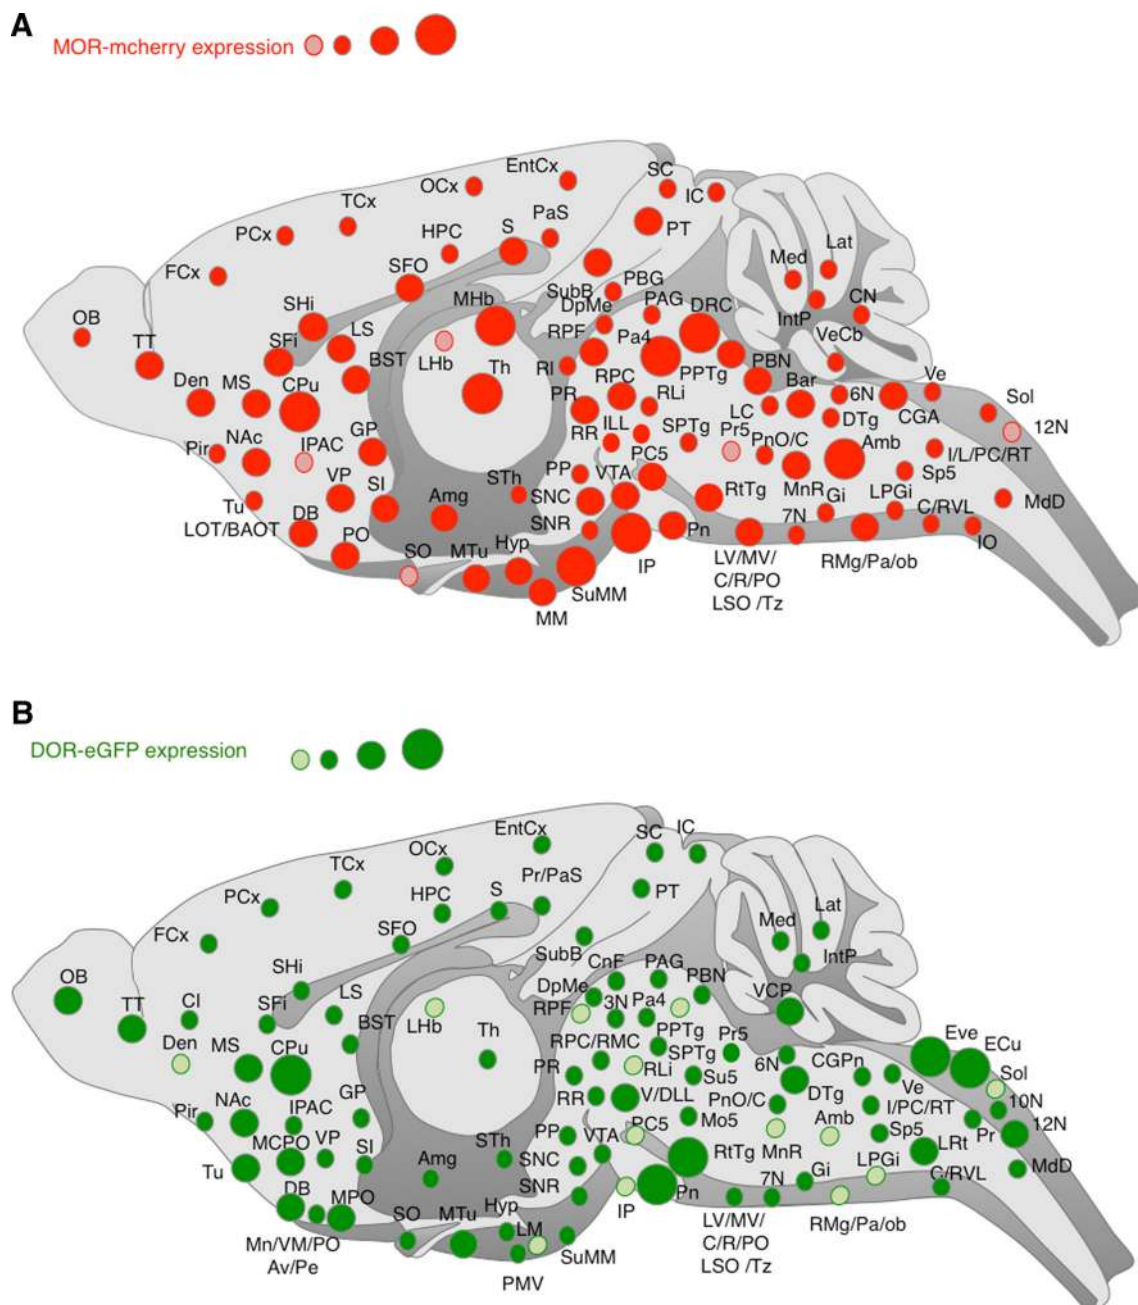 A
MOR-mcherry expression
EntCx
SC
OCx
IC
TCx
PaS
S
PT
PCx
HPC
Lat
Med
FCx
SFO
SubB
PBG
SHi
MHb
DpMe
PAG
DRC
IntP
CN
OB
TT
LS
RPF
Pa4
VeCb
SFi
LHb
BST
Th
RI
PPTg
PBN
Den
MS
CPu
PR
RPC
RLi
Bar
6N
Ve
Sol
LC
CGA
12N
Pir
NAc
IPAC
GP
RR
ILL
SPTg
Pr5
PnO/C
DTg
Amb
I/L/PC/RT
VP
SI
STh
PP
VTA
PC5
Sp5
Tu
Amg
SNC
RtTg
MnR
Gi
LPGi
C/RVL
MdD
LOT/BAOT
DB
PO
SNR
7N
SO
MTu
Hyp
Pn
IO
IP
LV/MV/
C/R/PO
LSO /Tz
RMg/Pa/ob
SuMM
MM
B
DOR-eGFP expression
EntCx
SC
IC
OCx
TCx
Pr/PaS
S
PT
PCx
HPC
Lat
Med
FCx
SFO
SubB
IntP
OB
SHi
CnF
PAG
TT
CI
LS
DpMe
PBN
VCP
SFi
LHb
RPF
3N
Pa4
Den
BST
Th
Eve
MS
CPu
RPC/RMC
PPTg
Pr5
ECu
PR
RLi
SPTg
6N
CGPn
Sol
Su5
DTg
Ve
10N
Pir
NAc
IPAC
GP
RR
V/DLL
PnO/C
I/PC/RT
12N
MCPO
VP
STh
PP
VTA
PC5
Mo5
Amb
Sp5
Pr
Tu
SI
Amg
SNC
RtTg
MnR
LRt
MdD
SNR
Gi
LPGi
C/RVL
DB
MPO
SO
MTu
Hyp
IP
Pn
7N
LM
Mn/VM/PO
Av/Pe
SuMM
LV/MV/
C/R/PO
LSO /Tz
RMg/Pa/ob
PMV